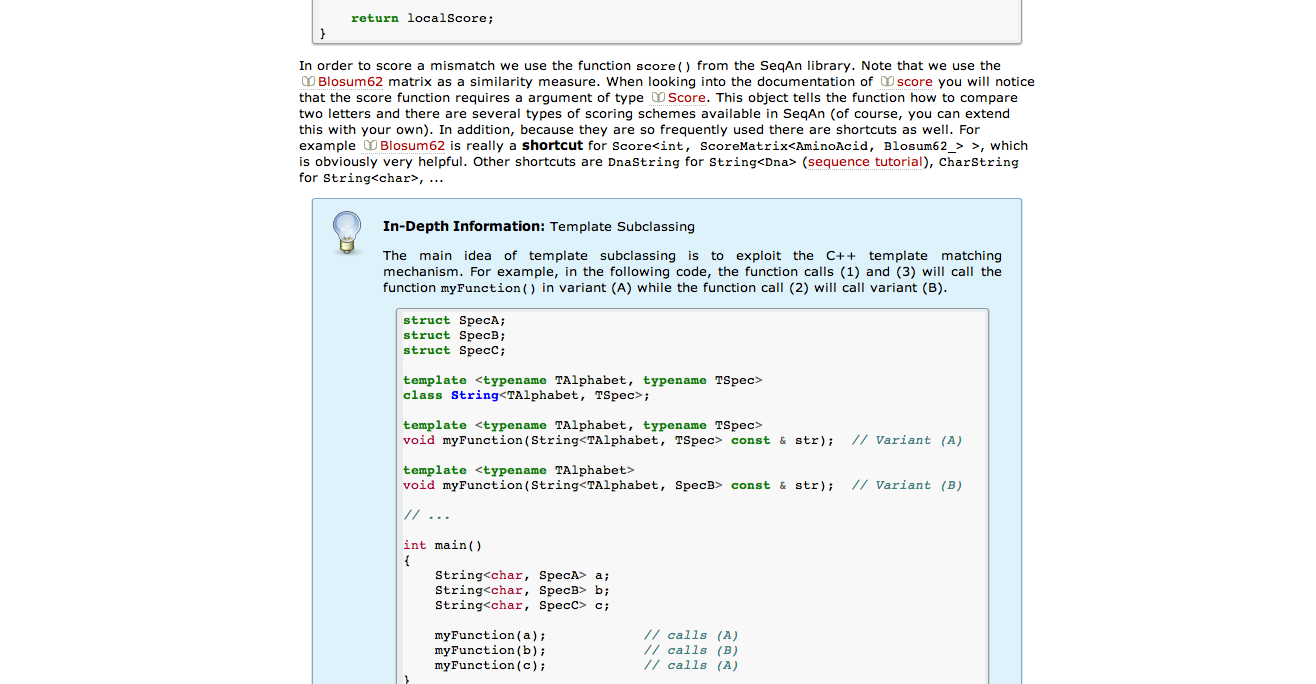 return localScore;
}
In order to score a mismatch we use the function score() from the SeqAn library. Note that we use the
Blosum62 matrix as a similarity measure. When looking into the documentation of score you will notice
that the score function requires a argument of type Score. This object tells the function how to compare
two letters and there are several types of scoring schemes available in SeqAn (of course, you can extend
this with your own). In addition, because they are so frequently used there are shortcuts as well. For
example Blosum62 is really a shortcut for Score<int, ScoreMatrix<AminoAcid, Blosum62_> >, which
is obviously very helpful. Other shortcuts are DnaString for String<Dna> (sequence tutorial), CharString
for String<char>, ...
In-Depth Information: Template Subclassing
The main idea of template subclassing is to exploit the C++ template matching
mechanism. For example, in the following code, the function calls (1) and (3) will call the
function myFunction() in variant (A) while the function call (2) will call variant (B).
struct SpecA;
struct SpecB;
struct SpecC;
template <typename TAlphabet, typename TSpec>
class String<TAlphabet, TSpec>;
template <typename TAlphabet, typename TSpec>
void myFunction(String<TAlphabet, TSpec> const & str);  // Variant (A)
template <typename TAlphabet>
void myFunction(String<TAlphabet, SpecB> const & str);  // Variant (B)
// ...
int main()
{
    String<char, SpecA> a;
    String<char, SpecB> b;
    String<char, SpecC> c;
    myFunction(a);            // calls (A)
    myFunction(b);            // calls (B)
    myFunction(c);            // calls (A)
}